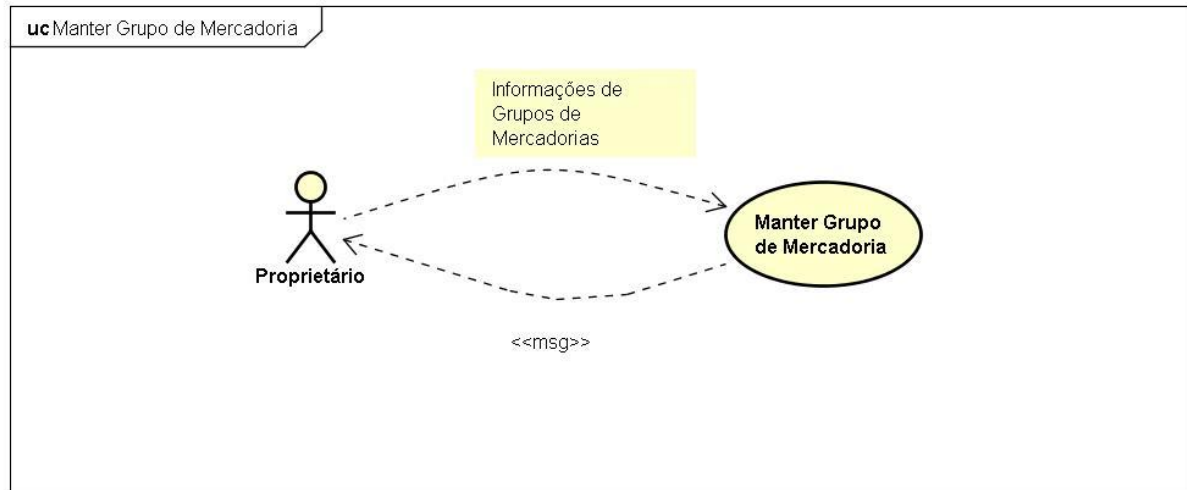 uc Manter Grupo de Mercadoria
Informações de
Grupos de
Mercadorias
Manter Grupo
de Mercadoria
Proprietário
<<msg>>